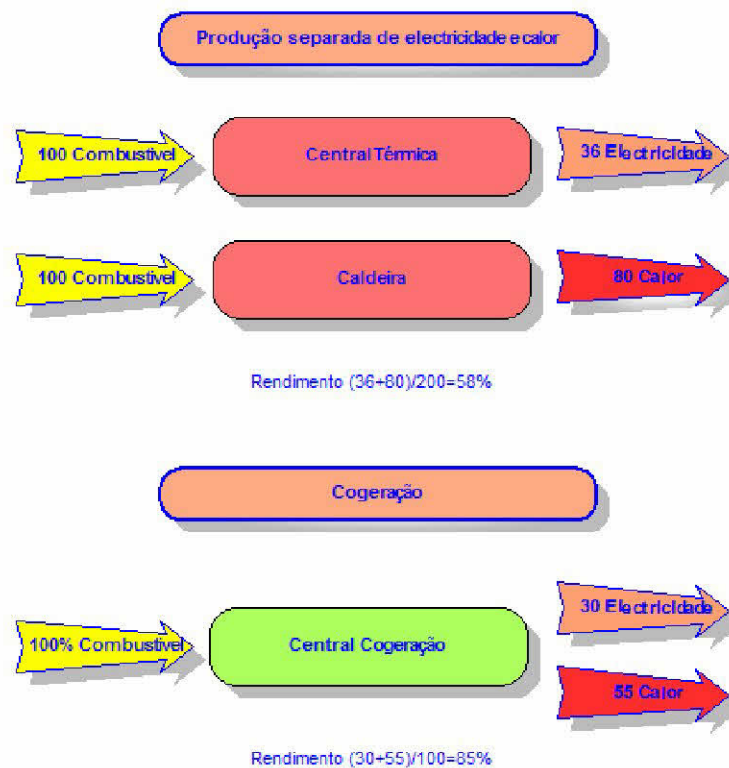 Produção separada de electricidade e calor
100 Combustível
Central Térmica
36 Electricidade
100 Combustível
Caldeira
80 Calor
Rendimento (36+80)/200=58%
Cogeração
30 Electricidade
100% Combustível
Central Cogeração
55 Calor
Rendimento (30+55)/100=85%